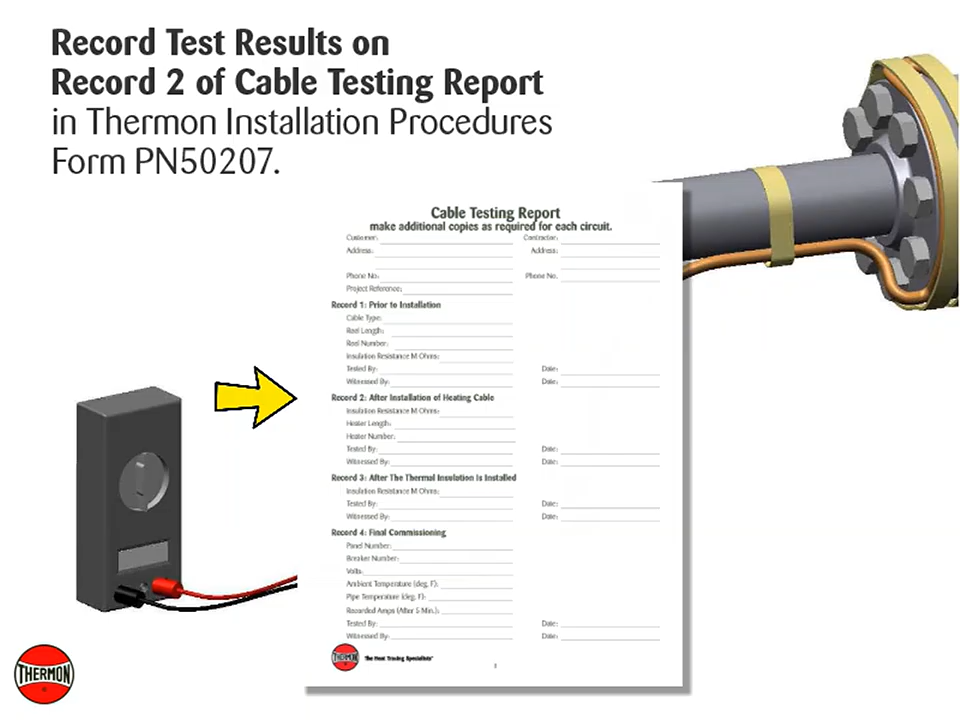 Record Test Results on
Record 2 of Cable Testing Report
in Thermon Installation Procedures
Form PN50207.
Cable Testing Report
make additional copies as required for each circuit.
Customer: Contractor:
Address: Address:
Phone No: Phone No.
Project Reference:
Record 1: Prior to Installation
Cable Type:
Reel Length:
Reel Number:
Insulation Resistance M Ohms:
Tested By: Date:
Witnessed By: Date:
Record 2: After Installation of Heating Cable
Insulation Resistance M Ohms:
Heater Length:
Heater Number:
Tested By: Date:
Witnessed By: Date:
Record 3: After The Thermal Insulation Is Installed
Insulation Resistance M Ohms:
Tested By: Date:
Witnessed By: Date:
Record 4: Final Commissioning
Panel Number:
Breaker Number:
Volts:
Ambient Temperature (deg. F):
Pipe Temperature (deg. F):
Recorded Amps (After 5 Min.):
Tested By: Date:
Witnessed By: Date:
THERMON The Heat Tracing Specialists®
1
THERMON